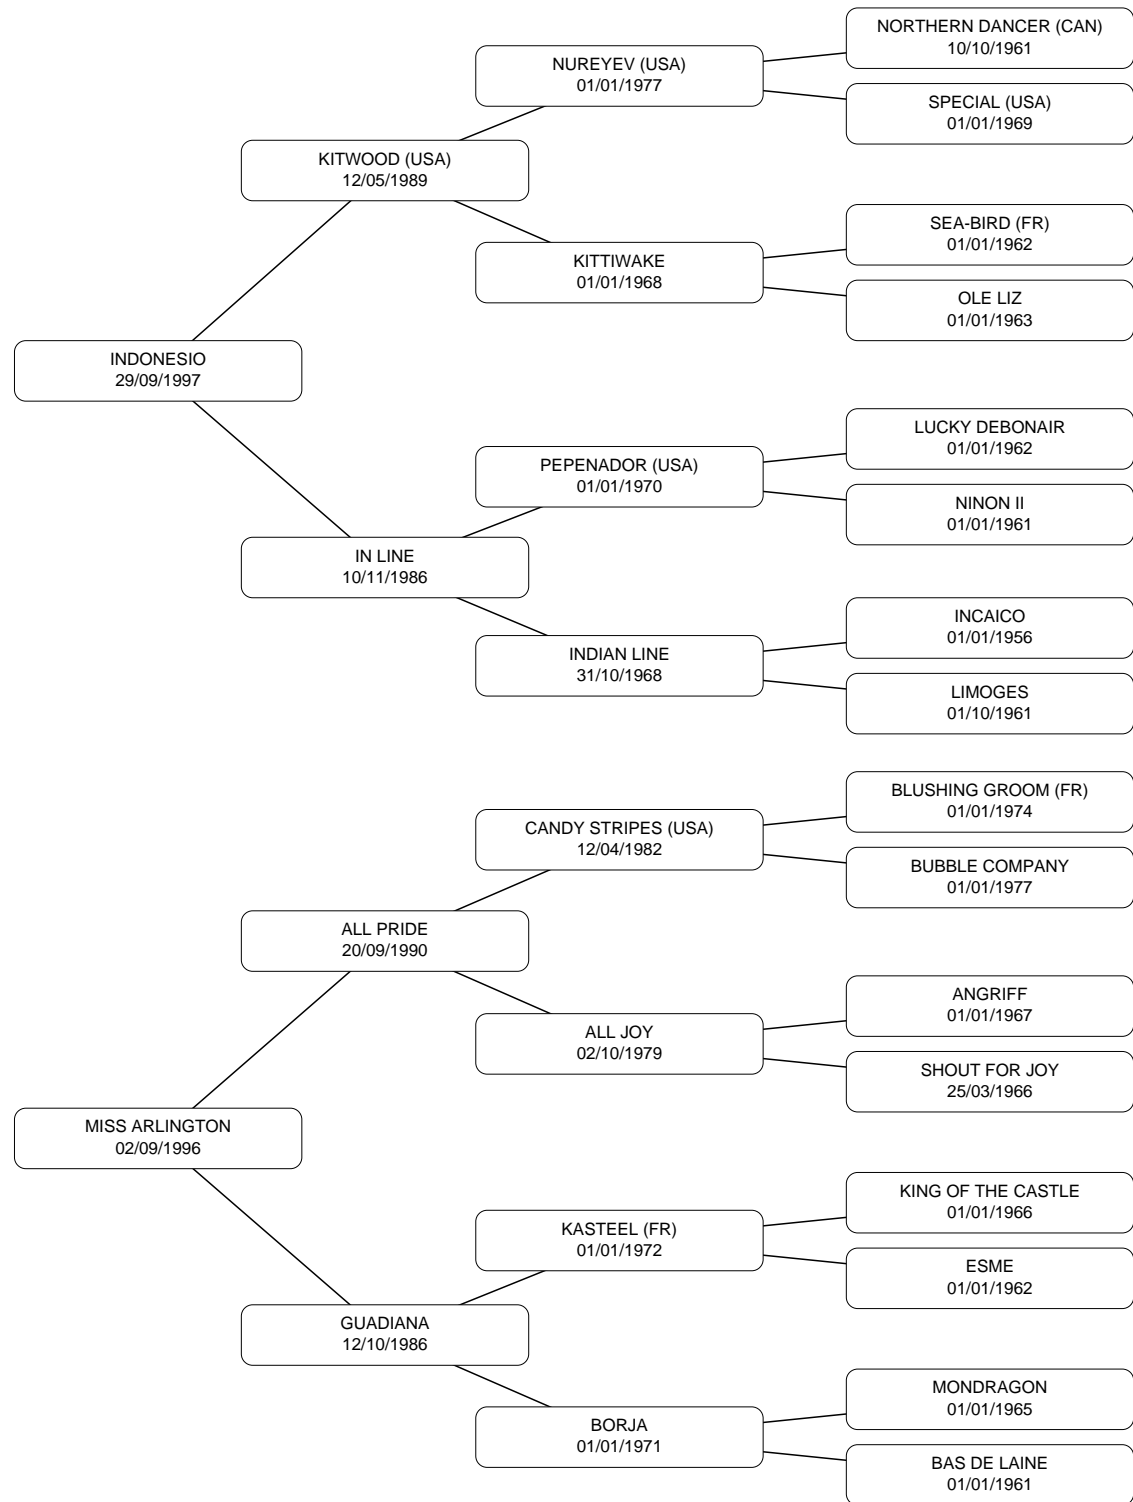 NORTHERN DANCER (CAN)
10/10/1961
NUREYEV (USA)
01/01/1977
SPECIAL (USA)
01/01/1969
KITWOOD (USA)
12/05/1989
SEA-BIRD (FR)
01/01/1962
KITTIWAKE
01/01/1968
OLE LIZ
01/01/1963
INDONESIO
29/09/1997
LUCKY DEBONAIR
01/01/1962
PEPENADOR (USA)
01/01/1970
NINON II
01/01/1961
IN LINE
10/11/1986
INCAICO
01/01/1956
INDIAN LINE
31/10/1968
LIMOGES
01/10/1961
BLUSHING GROOM (FR)
01/01/1974
CANDY STRIPES (USA)
12/04/1982
BUBBLE COMPANY
01/01/1977
ALL PRIDE
20/09/1990
ANGRIFF
01/01/1967
ALL JOY
02/10/1979
SHOUT FOR JOY
25/03/1966
MISS ARLINGTON
02/09/1996
KING OF THE CASTLE
01/01/1966
KASTEEL (FR)
01/01/1972
ESME
01/01/1962
GUADIANA
12/10/1986
MONDRAGON
01/01/1965
BORJA
01/01/1971
BAS DE LAINE
01/01/1961